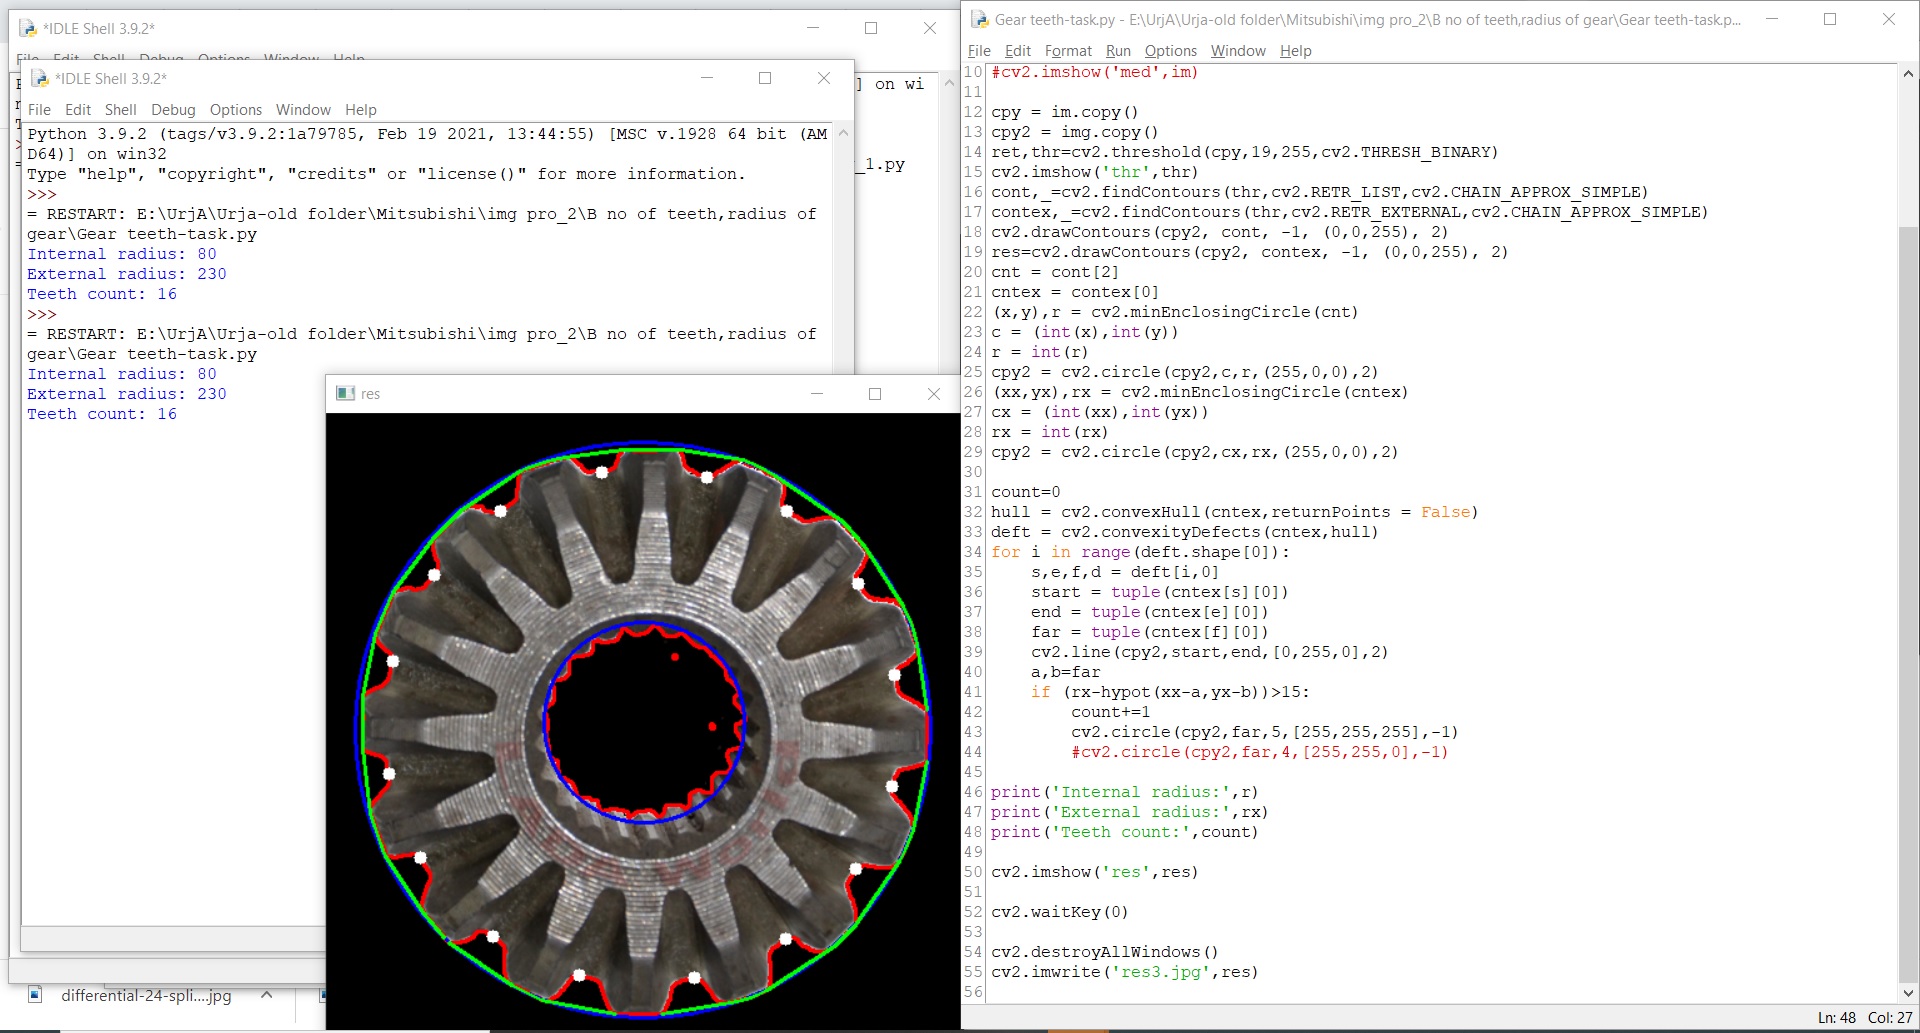 *IDLE Shell 3.9.2*
File Edit Shell Debug Options Window Help
] on wi
_1.py
*IDLE Shell 3.9.2*
File Edit Shell Debug Options Window Help
Python 3.9.2 (tags/v3.9.2:1a79785, Feb 19 2021, 13:44:55) [MSC v.1928 64 bit (AM
D64)] on win32
Type "help", "copyright", "credits" or "license()" for more information.
>>>
= RESTART: E:\UrjA\Urja-old folder\Mitsubishi\img pro_2\B no of teeth,radius of
gear\Gear teeth-task.py
Internal radius: 80
External radius: 230
Teeth count: 16
>>>
= RESTART: E:\UrjA\Urja-old folder\Mitsubishi\img pro_2\B no of teeth,radius of
gear\Gear teeth-task.py
Internal radius: 80
External radius: 230
Teeth count: 16
res
differential-24-spli....jpg
Gear teeth-task.py - E:\UrjA\Urja-old folder\Mitsubishi\img pro_2\B no of teeth,radius of gear\Gear teeth-task.p...
File Edit Format Run Options Window Help
10 #cv2.imshow('med',im)
11
12 cpy = im.copy()
13 cpy2 = img.copy()
14 ret,thr=cv2.threshold(cpy,19,255,cv2.THRESH_BINARY)
15 cv2.imshow('thr',thr)
16 cont,_=cv2.findContours(thr,cv2.RETR_LIST,cv2.CHAIN_APPROX_SIMPLE)
17 contex,_=cv2.findContours(thr,cv2.RETR_EXTERNAL,cv2.CHAIN_APPROX_SIMPLE)
18 cv2.drawContours(cpy2, cont, -1, (0,0,255), 2)
19 res=cv2.drawContours(cpy2, contex, -1, (0,0,255), 2)
20 cnt = cont[2]
21 cntex = contex[0]
22 (x,y),r = cv2.minEnclosingCircle(cnt)
23 c = (int(x),int(y))
24 r = int(r)
25 cpy2 = cv2.circle(cpy2,c,r,(255,0,0),2)
26 (xx,yx),rx = cv2.minEnclosingCircle(cntex)
27 cx = (int(xx),int(yx))
28 rx = int(rx)
29 cpy2 = cv2.circle(cpy2,cx,rx,(255,0,0),2)
30
31 count=0
32 hull = cv2.convexHull(cntex,returnPoints = False)
33 deft = cv2.convexityDefects(cntex,hull)
34 for i in range(deft.shape[0]):
35     s,e,f,d = deft[i,0]
36     start = tuple(cntex[s][0])
37     end = tuple(cntex[e][0])
38     far = tuple(cntex[f][0])
39     cv2.line(cpy2,start,end,[0,255,0],2)
40     a,b=far
41     if (rx-hypot(xx-a,yx-b))>15:
42         count+=1
43         cv2.circle(cpy2,far,5,[255,255,255],-1)
44         #cv2.circle(cpy2,far,4,[255,255,0],-1)
45
46 print('Internal radius:',r)
47 print('External radius:',rx)
48 print('Teeth count:',count)
49
50 cv2.imshow('res',res)
51
52 cv2.waitKey(0)
53
54 cv2.destroyAllWindows()
55 cv2.imwrite('res3.jpg',res)
56
Ln: 48 Col: 27